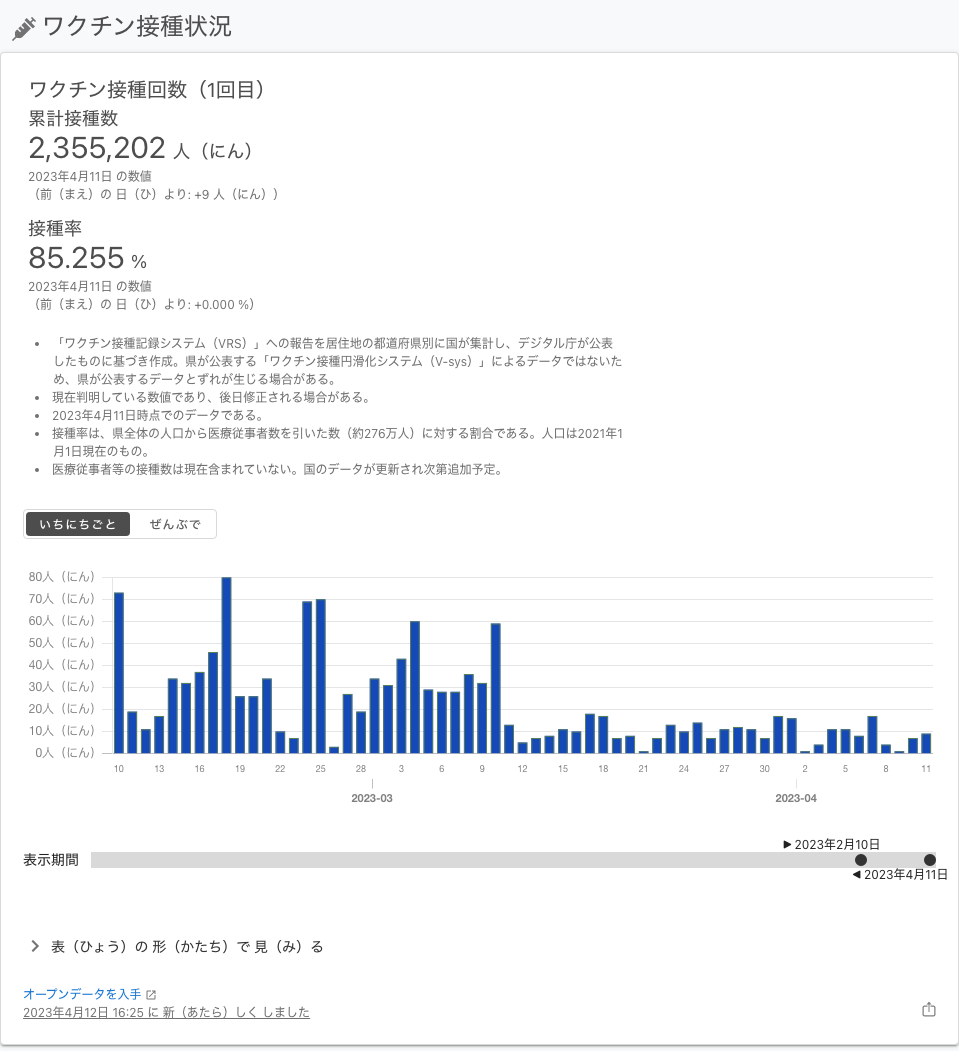 ワクチン接種状況
ワクチン接種回数（1回目）
累計接種数
2,355,202 人（にん）
2023年4月11日 の数値
（前（まえ）の 日（ひ）より: +9 人（にん））
接種率
85.255 %
2023年4月11日 の数値
（前（まえ）の 日（ひ）より: +0.000 %）
• 「ワクチン接種記録システム（VRS）」への報告を居住地の都道府県別に国が集計し、デジタル庁が公表
したものに基づき作成。県が公表する「ワクチン接種円滑化システム（V-sys）」によるデータではないた
め、県が公表するデータとずれが生じる場合がある。
• 現在判明している数値であり、後日修正される場合がある。
• 2023年4月11日時点でのデータである。
• 接種率は、県全体の人口から医療従事者数を引いた数（約276万人）に対する割合である。人口は2021年1
月1日現在のもの。
• 医療従事者等の接種数は現在含まれていない。国のデータが更新され次第追加予定。
いちにちごと ぜんぶで
80人（にん）
70人（にん）
60人（にん）
50人（にん）
40人（にん）
30人（にん）
20人（にん）
10人（にん）
0人（にん）
10 13 16 19 22 25 28 3 6 9 12 15 18 21 24 27 30 2 5 8 11
2023-03 2023-04
2023年2月10日
表示期間
2023年4月11日
表（ひょう）の 形（かたち）で 見（み）る
オープンデータを入手
2023年4月12日 16:25 に 新（あたら）しく しました